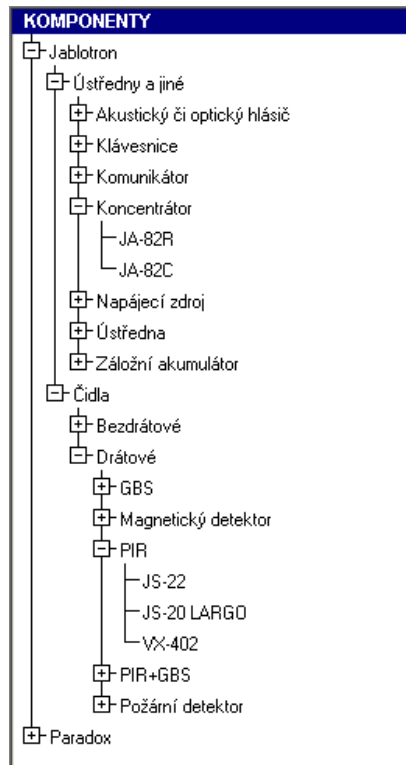 KOMPONENTY
Jablotron
Ústředny a jiné
Akustický či optický hlásič
Klávesnice
Komunikátor
Koncentrátor
JA-82R
JA-82C
Napájecí zdroj
Ústředna
Záložní akumulátor
Čidla
Bezdrátové
Drátové
GBS
Magnetický detektor
PIR
JS-22
JS-20 LARGO
VX-402
PIR+GBS
Požární detektor
Paradox